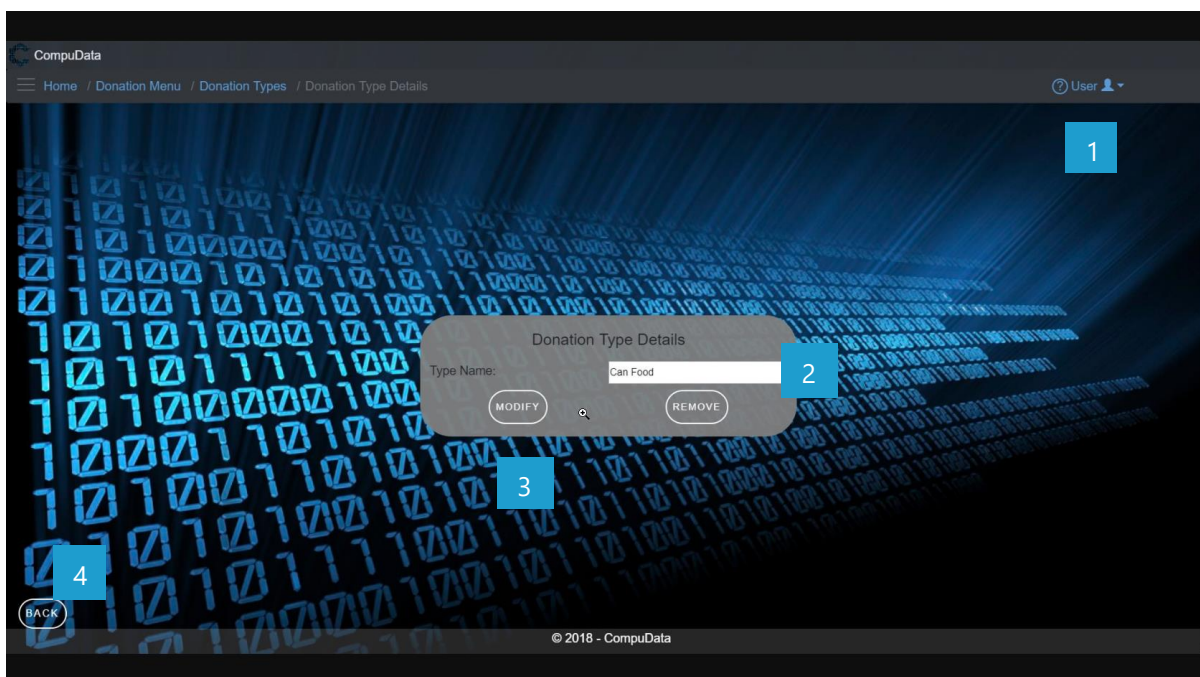 CompuData
Home / Donation Menu / Donation Types / Donation Type Details
? User
1
Donation Type Details
Type Name: Can Food
2
MODIFY REMOVE
3
4
BACK
© 2018 - CompuData